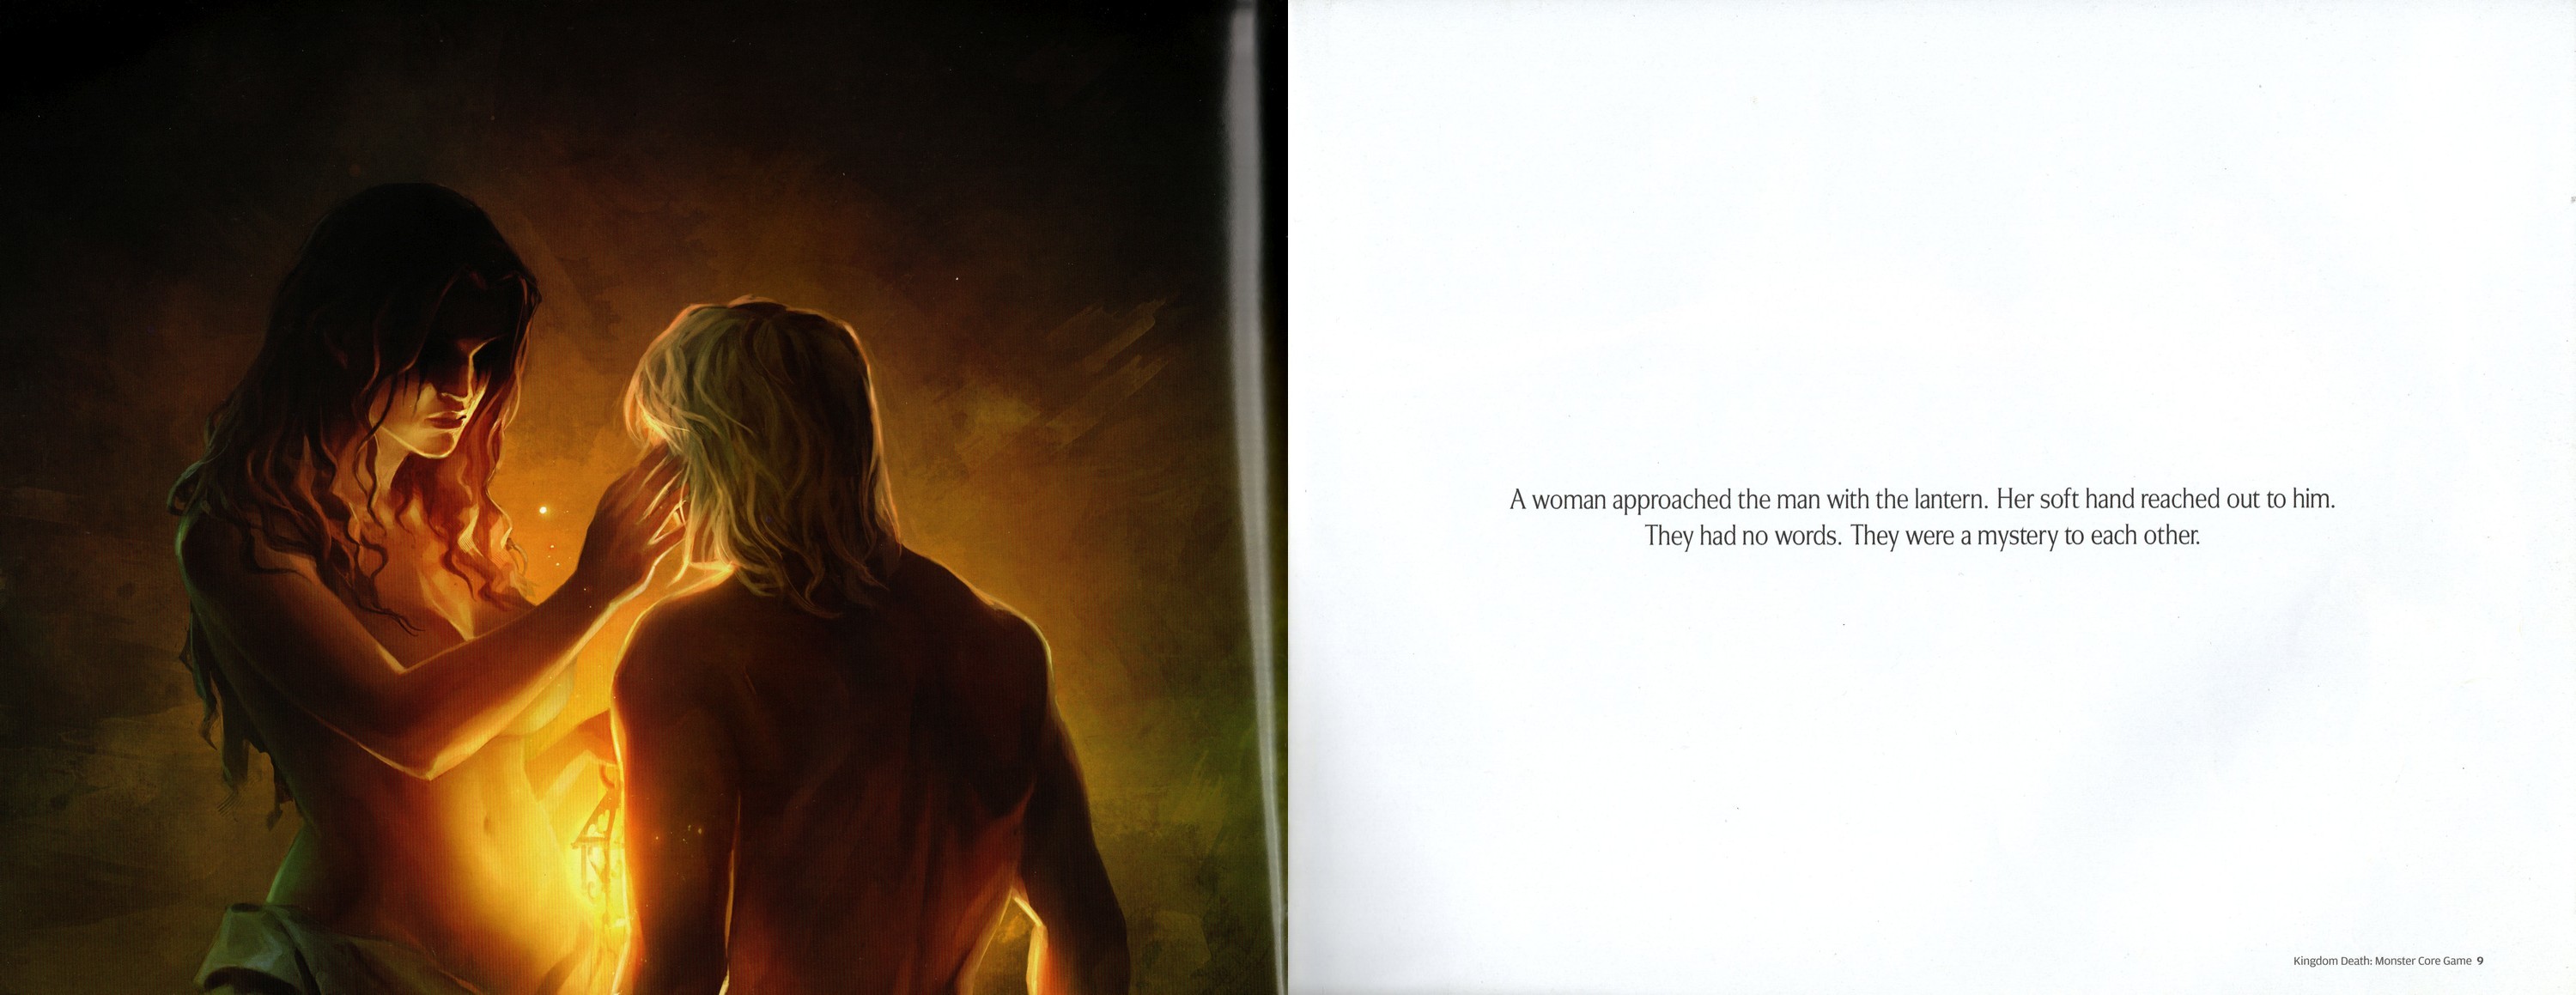 A woman approached the man with the lantern. Her soft hand reached out to him.
They had no words. They were a mystery to each other.
Kingdom Death: Monster Core Game 9